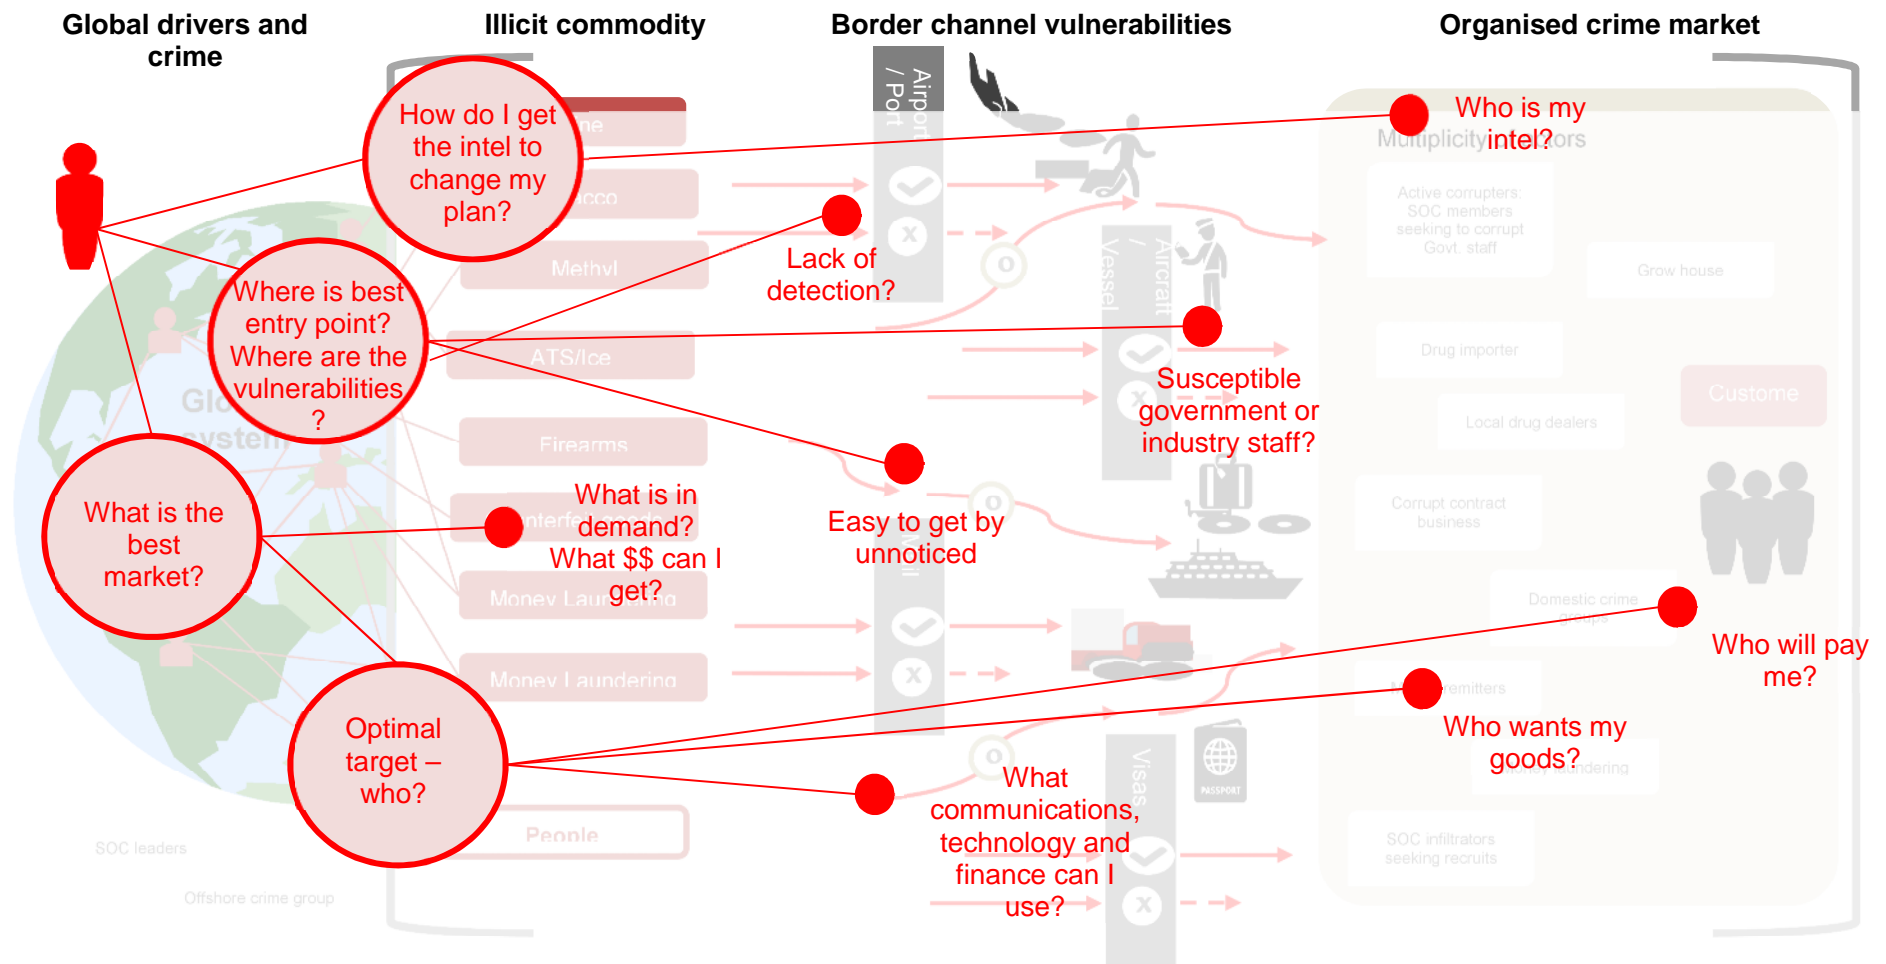 Global drivers and
crime
Illicit commodity
Border channel vulnerabilities
Organised crime market
How do I get
the intel to
change my
plan?
Where is best
entry point?
Where are the
vulnerabilities
?
What is the
best
market?
Optimal
target –
who?
What is in
demand?
What $$ can I
get?
Lack of
detection?
Easy to get by
unnoticed
Susceptible
government or
industry staff?
What
communications,
technology and
finance can I
use?
Who is my
intel?
Who will pay
me?
Who wants my
goods?
SOC leaders
Offshore crime group
Methyl
ATS/Ice
Firearms
Money Laundering
Money Laundering
People
Airport
/ Port
X
O
Aircraft
/
Vessel
X
O
X
O
Visas
X
PASSPORT
Multiplicity
Active corrupters:
SOC members
seeking to corrupt
Govt. staff
Grow house
Drug importer
Custome
Local drug dealers
Corrupt contract
business
Domestic crime
groups
remitters
laundering
SOC infiltrators
seeking recruits